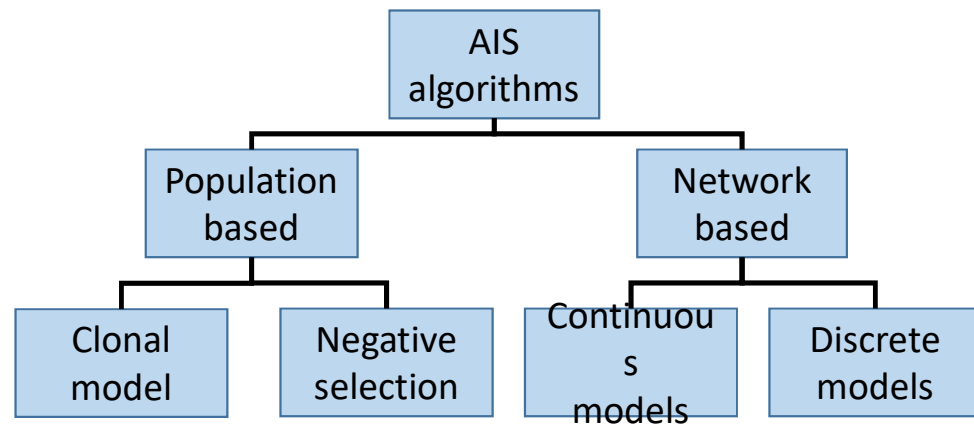 AIS
algorithms
Population
based
Network
based
Clonal
model
Negative
selection
Continuou
s
models
Discrete
models